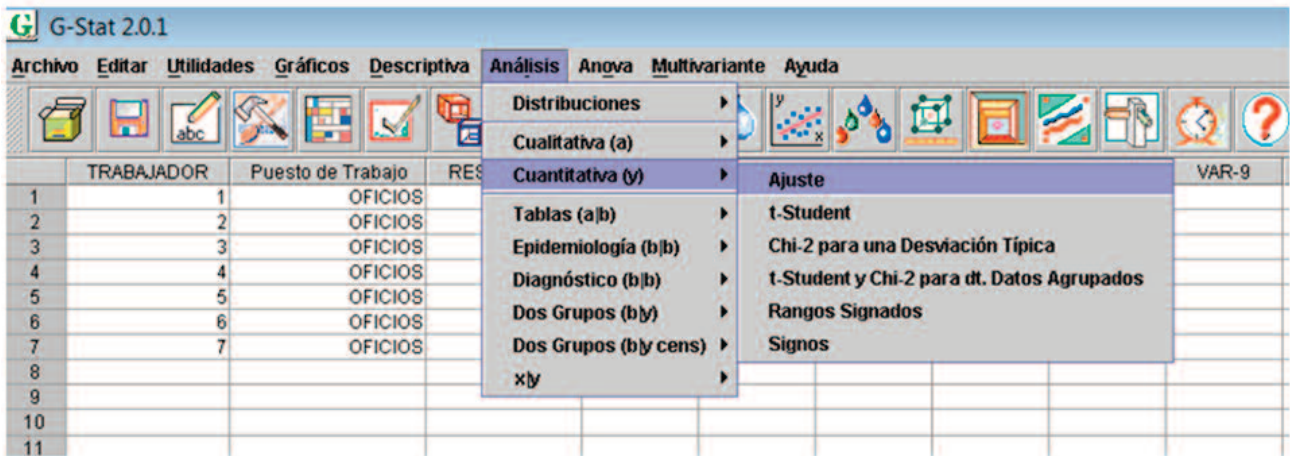 G G-Stat 2.0.1
Archivo Editar Utilidades Gráficos Descriptiva Análisis Anova Multivariante Ayuda
abc y x ?
Distribuciones
Cualitativa (a)
Cuantitativa (y)
Tablas (a|b)
Epidemiología (b|b)
Diagnóstico (b|b)
Dos Grupos (b|y)
Dos Grupos (b|y cens)
x|y
Ajuste
t-Student
Chi-2 para una Desviación Típica
t-Student y Chi-2 para dt. Datos Agrupados
Rangos Signados
Signos
TRABAJADOR Puesto de Trabajo RES VAR-9
1 1 OFICIOS
2 2 OFICIOS
3 3 OFICIOS
4 4 OFICIOS
5 5 OFICIOS
6 6 OFICIOS
7 7 OFICIOS
8
9
10
11